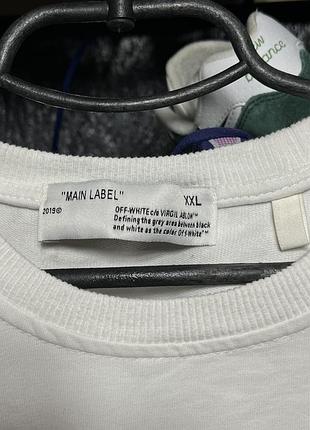 "MAIN LABEL"
XXL
2019©
OFF-WHITE c/o VIRGIL ABLOH™
Defining the grey area between black
and white as the color Off-White™
balance